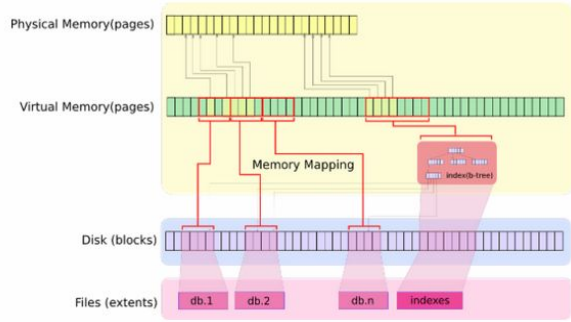 Physical Memory(pages)
Virtual Memory(pages)
Memory Mapping
index(b-tree)
Disk (blocks)
Files (extents)
db.1
db.2
db.n
indexes